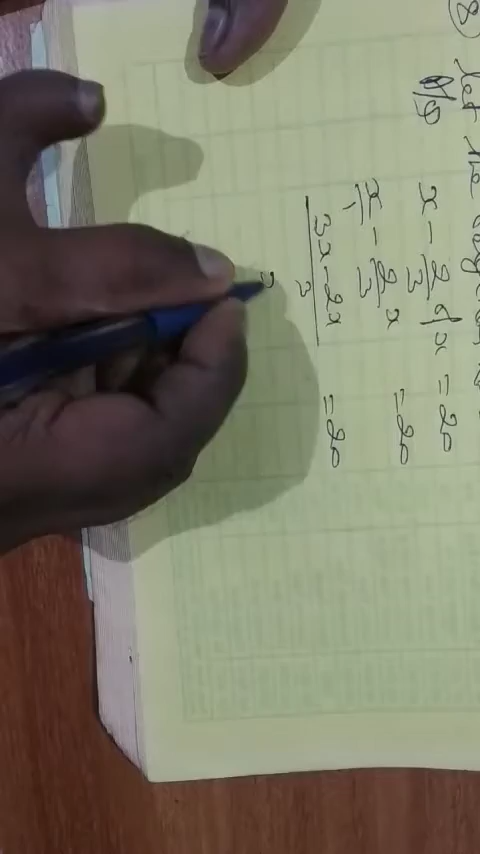 8 let the
A/Q
x - 2/3 of x = 20
x/1 - 2/3 x = 20
3x - 2x / 3 = 20
x